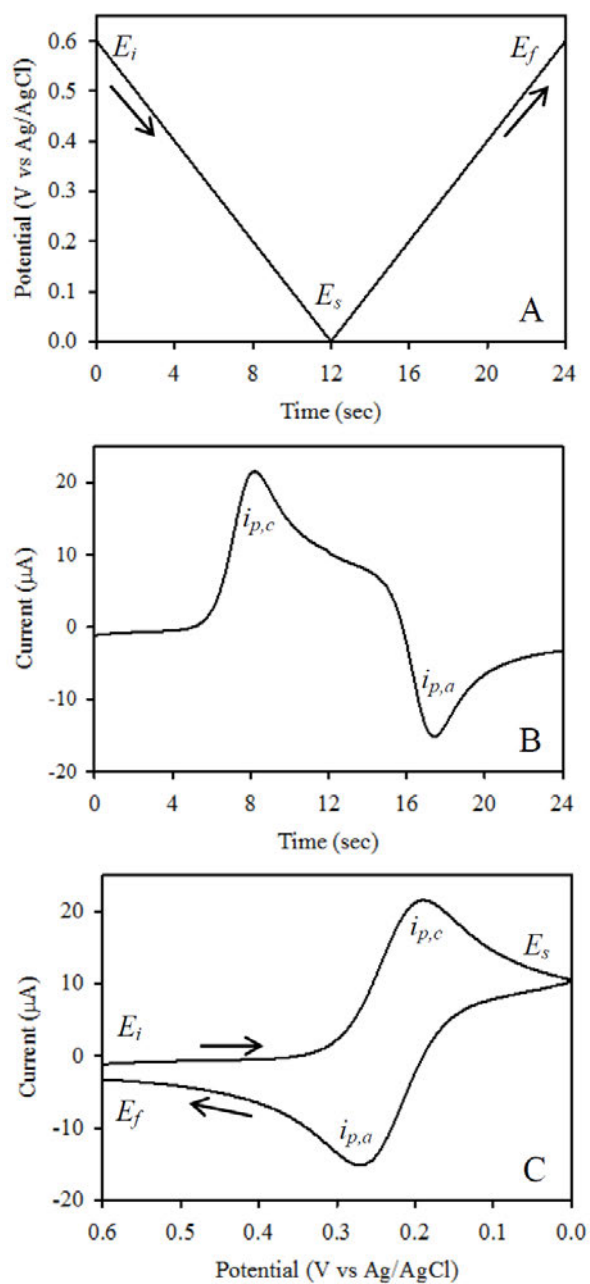 0.6
E_i
E_f
0.5
0.4
0.3
0.2
0.1
E_s
A
0.0
0 4 8 12 16 20 24
Potential (V vs Ag/AgCl)
Time (sec)
20
i_p,c
10
0
i_p,a
-10
B
-20
0 4 8 12 16 20 24
Current (μA)
Time (sec)
20
i_p,c
E_s
10
E_i
0
E_f
i_p,a
-10
C
-20
0.6 0.5 0.4 0.3 0.2 0.1 0.0
Current (μA)
Potential (V vs Ag/AgCl)